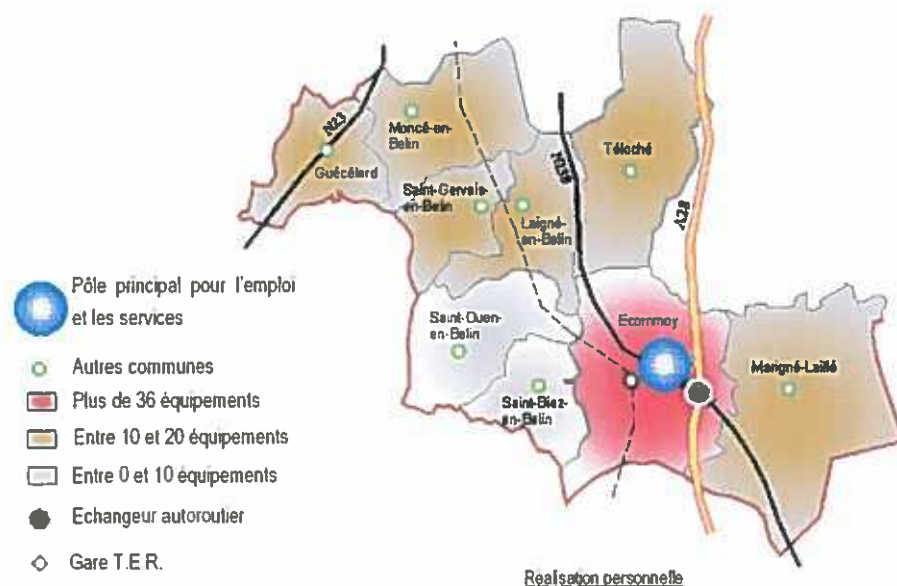 N23
Moncé-en-
Belin
Guécélard
Saint-Gervais-
en-Belin
Laigné-
en-Belin
N138
Téloché
A28
Saint-Ouen-
en-Belin
Ecommoy
Marigné-Laillé
Saint-Biez-
en-Belin
Pôle principal pour l'emploi
et les services
Autres communes
Plus de 36 équipements
Entre 10 et 20 équipements
Entre 0 et 10 équipements
Echangeur autoroutier
Gare T.E.R.
Réalisation personnelle